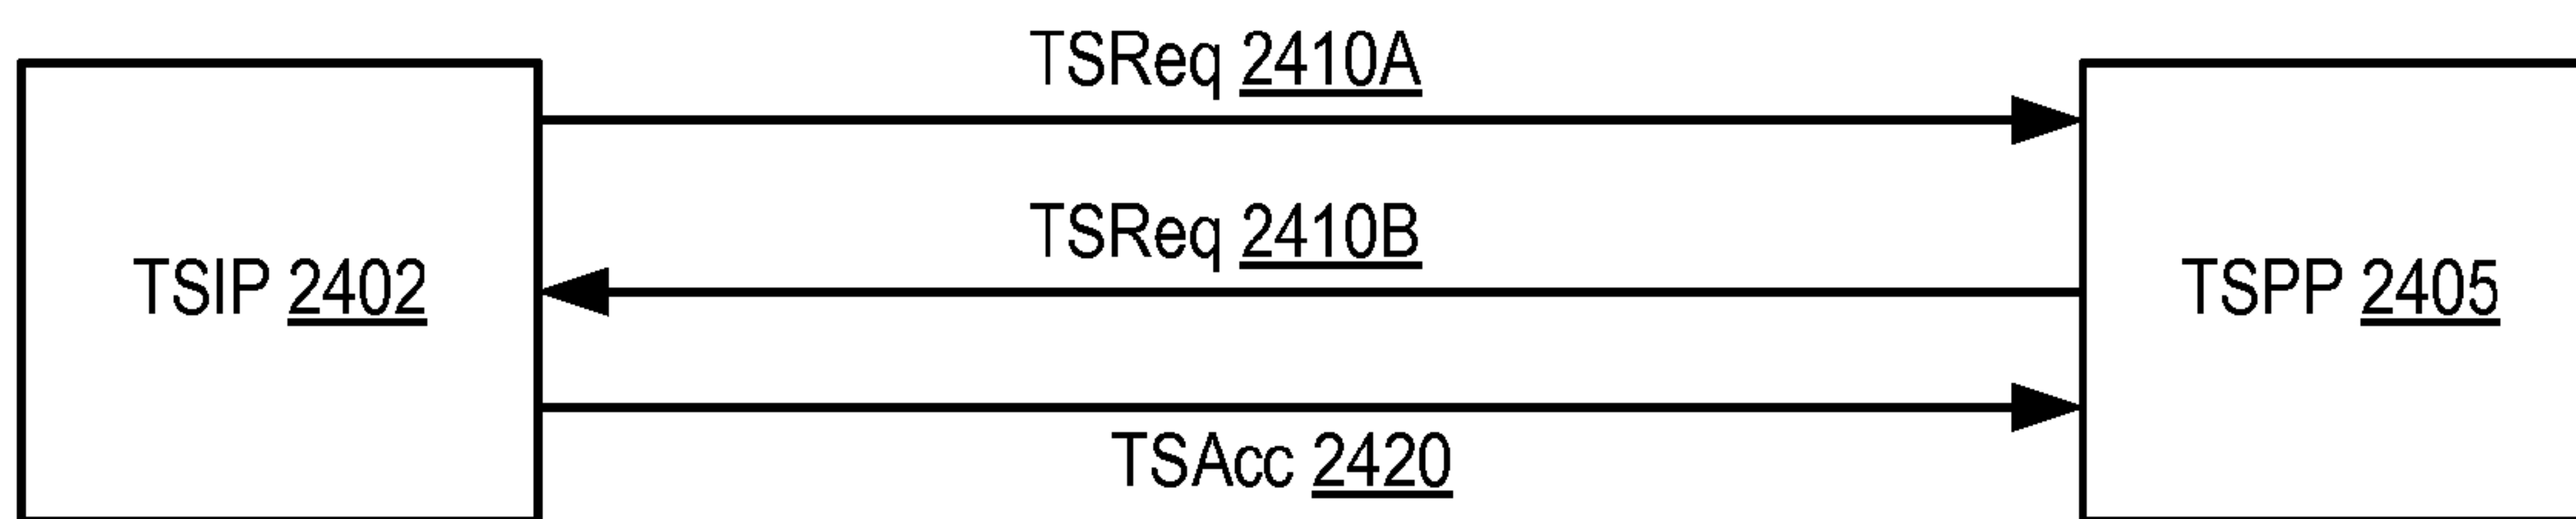 TSReq 2410A
TSReq 2410B
TSIP 2402
TSPP 2405
TSAcc 2420